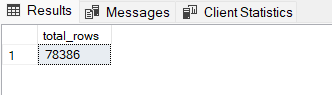 Results Messages Client Statistics
total_rows
1 78386